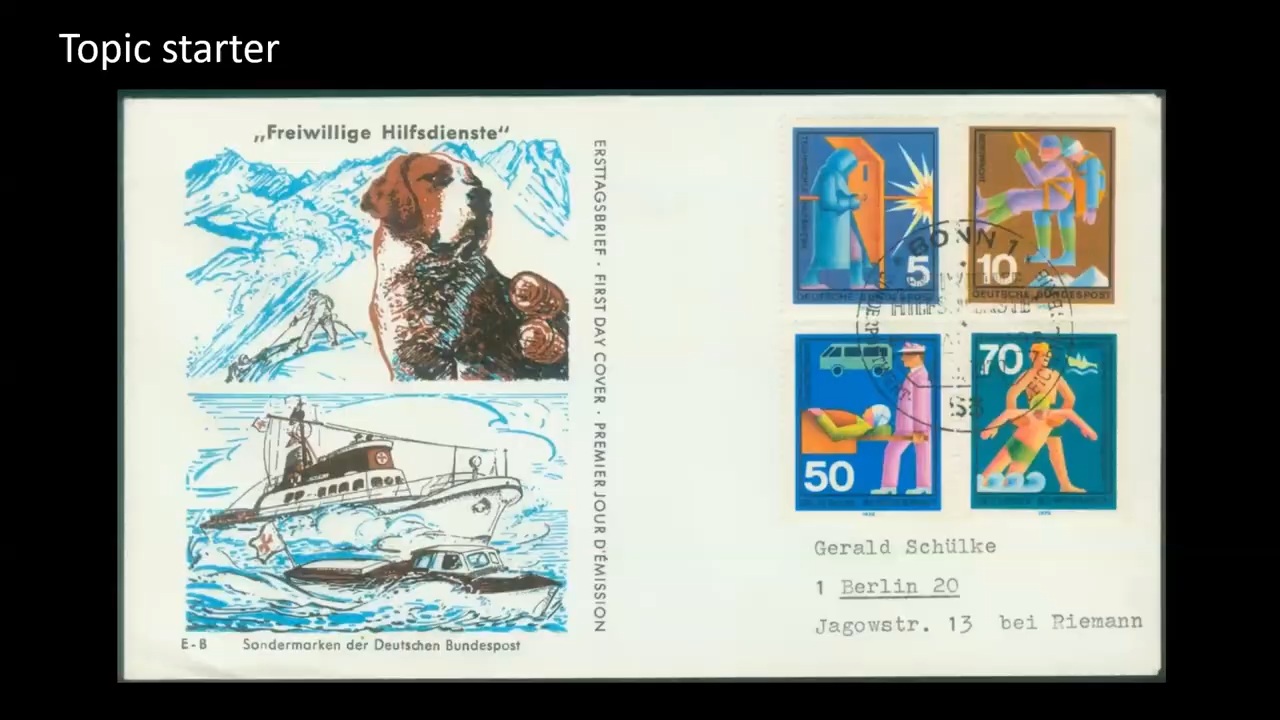 Topic starter
„Freiwillige Hilfsdienste“
ERSTTAGSBRIEF · FIRST DAY COVER · PREMIER JOUR D'ÉMISSION
E-8 Sondermarken der Deutschen Bundespost
5
DEUTSCHE BUNDESPOST
10
DEUTSCHE BUNDESPOST
BONN 1
50
70
Gerald Schülke
1 Berlin 20
Jagowstr. 13 bei Riemann